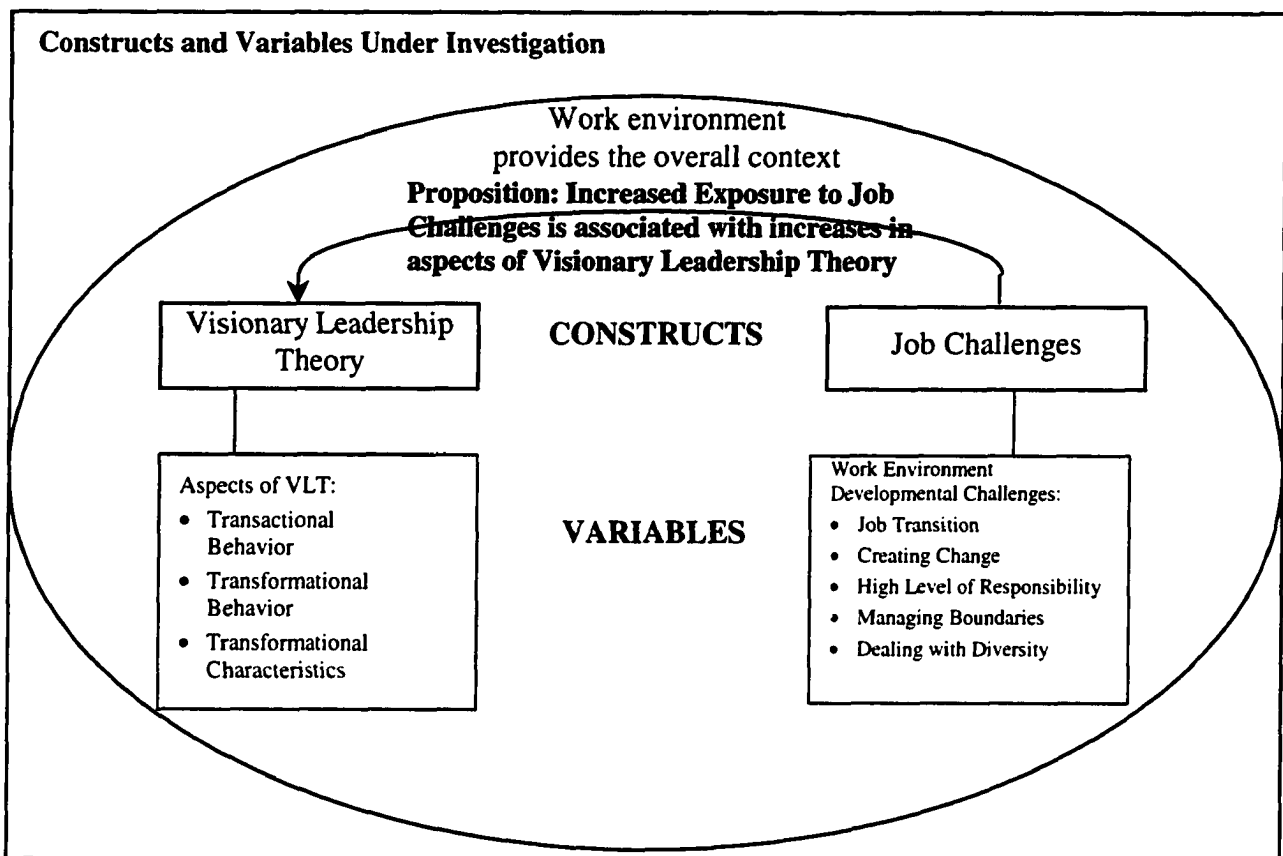 Constructs and Variables Under Investigation
Work environment
provides the overall context
Proposition: Increased Exposure to Job
Challenges is associated with increases in
aspects of Visionary Leadership Theory
Visionary Leadership
Theory
CONSTRUCTS
Job Challenges
Aspects of VLT:
• Transactional
Behavior
• Transformational
Behavior
• Transformational
Characteristics
VARIABLES
Work Environment
Developmental Challenges:
• Job Transition
• Creating Change
• High Level of Responsibility
• Managing Boundaries
• Dealing with Diversity